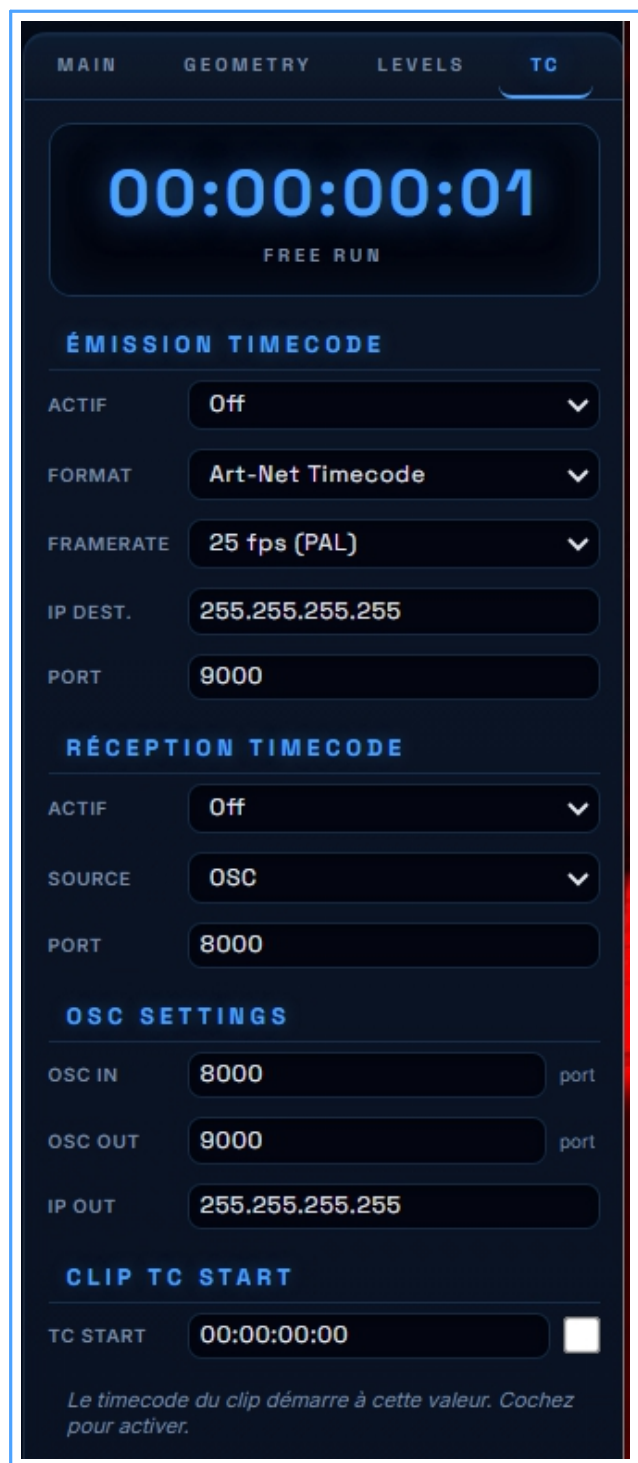 MAIN GEOMETRY LEVELS TC
00:00:00:01
FREE RUN
ÉMISSION TIMECODE
ACTIF Off
FORMAT Art-Net Timecode
FRAMERATE 25 fps (PAL)
IP DEST. 255.255.255.255
PORT 9000
RÉCEPTION TIMECODE
ACTIF Off
SOURCE OSC
PORT 8000
OSC SETTINGS
OSC IN 8000 port
OSC OUT 9000 port
IP OUT 255.255.255.255
CLIP TC START
TC START 00:00:00:00
Le timecode du clip démarre à cette valeur. Cochez
pour activer.